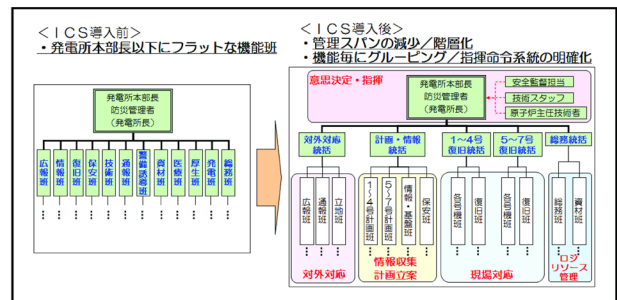 ＜ＩＣＳ導入前＞
・発電所本部長以下にフラットな機能班
発電所本部長
防災管理者
（発電所長）
広報班
情報班
復旧班
保安班
技術班
通報班
警備誘導班
資材班
医療班
厚生班
発電班
総務班
＜ＩＣＳ導入後＞
・管理スパンの減少／階層化
・機能毎にグルーピング／指揮命令系統の明確化
意思決定・指揮
発電所本部長
防災管理者
（発電所長）
安全監督担当
技術スタッフ
原子炉主任技術者
対外対応
統括
計画・情報
統括
1～4号
復旧統括
5～7号
復旧統括
総務統括
広報班
通報班
立地班
1～4号計画班
5～7号計画班
情報・基盤班
保安班
各号機班
復旧班
各号機班
復旧班
総務班
資材班
対外対応
情報収集
計画立案
現場対応
ロジ
リソース
管理